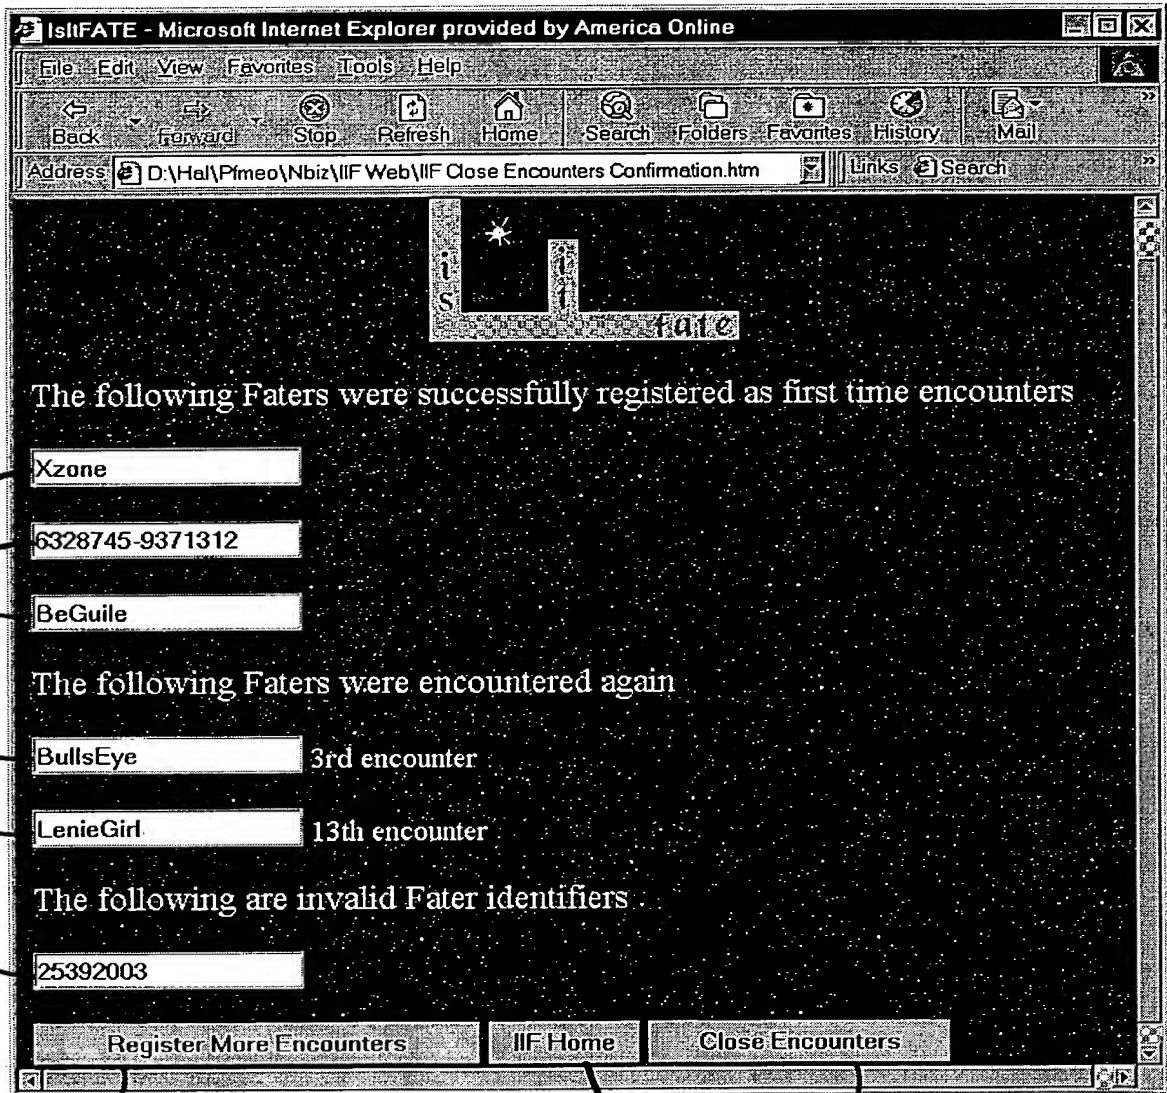 IsItFATE - Microsoft Internet Explorer provided by America Online
File Edit View Favorites Tools Help
Back Forward Stop Refresh Home Search Folders Favorites History Mail »
Address D:\Hal\Pfmeo\Nbiz\IIF Web\IIF Close Encounters Confirmation.htm Links Search »
is it fate
The following Faters were successfully registered as first time encounters
Xzone
6328745-9371312
BeGuile
The following Faters were encountered again
BullsEye 3rd encounter
LenieGirl 13th encounter
The following are invalid Fater identifiers
25392003
Register More Encounters IIF Home Close Encounters